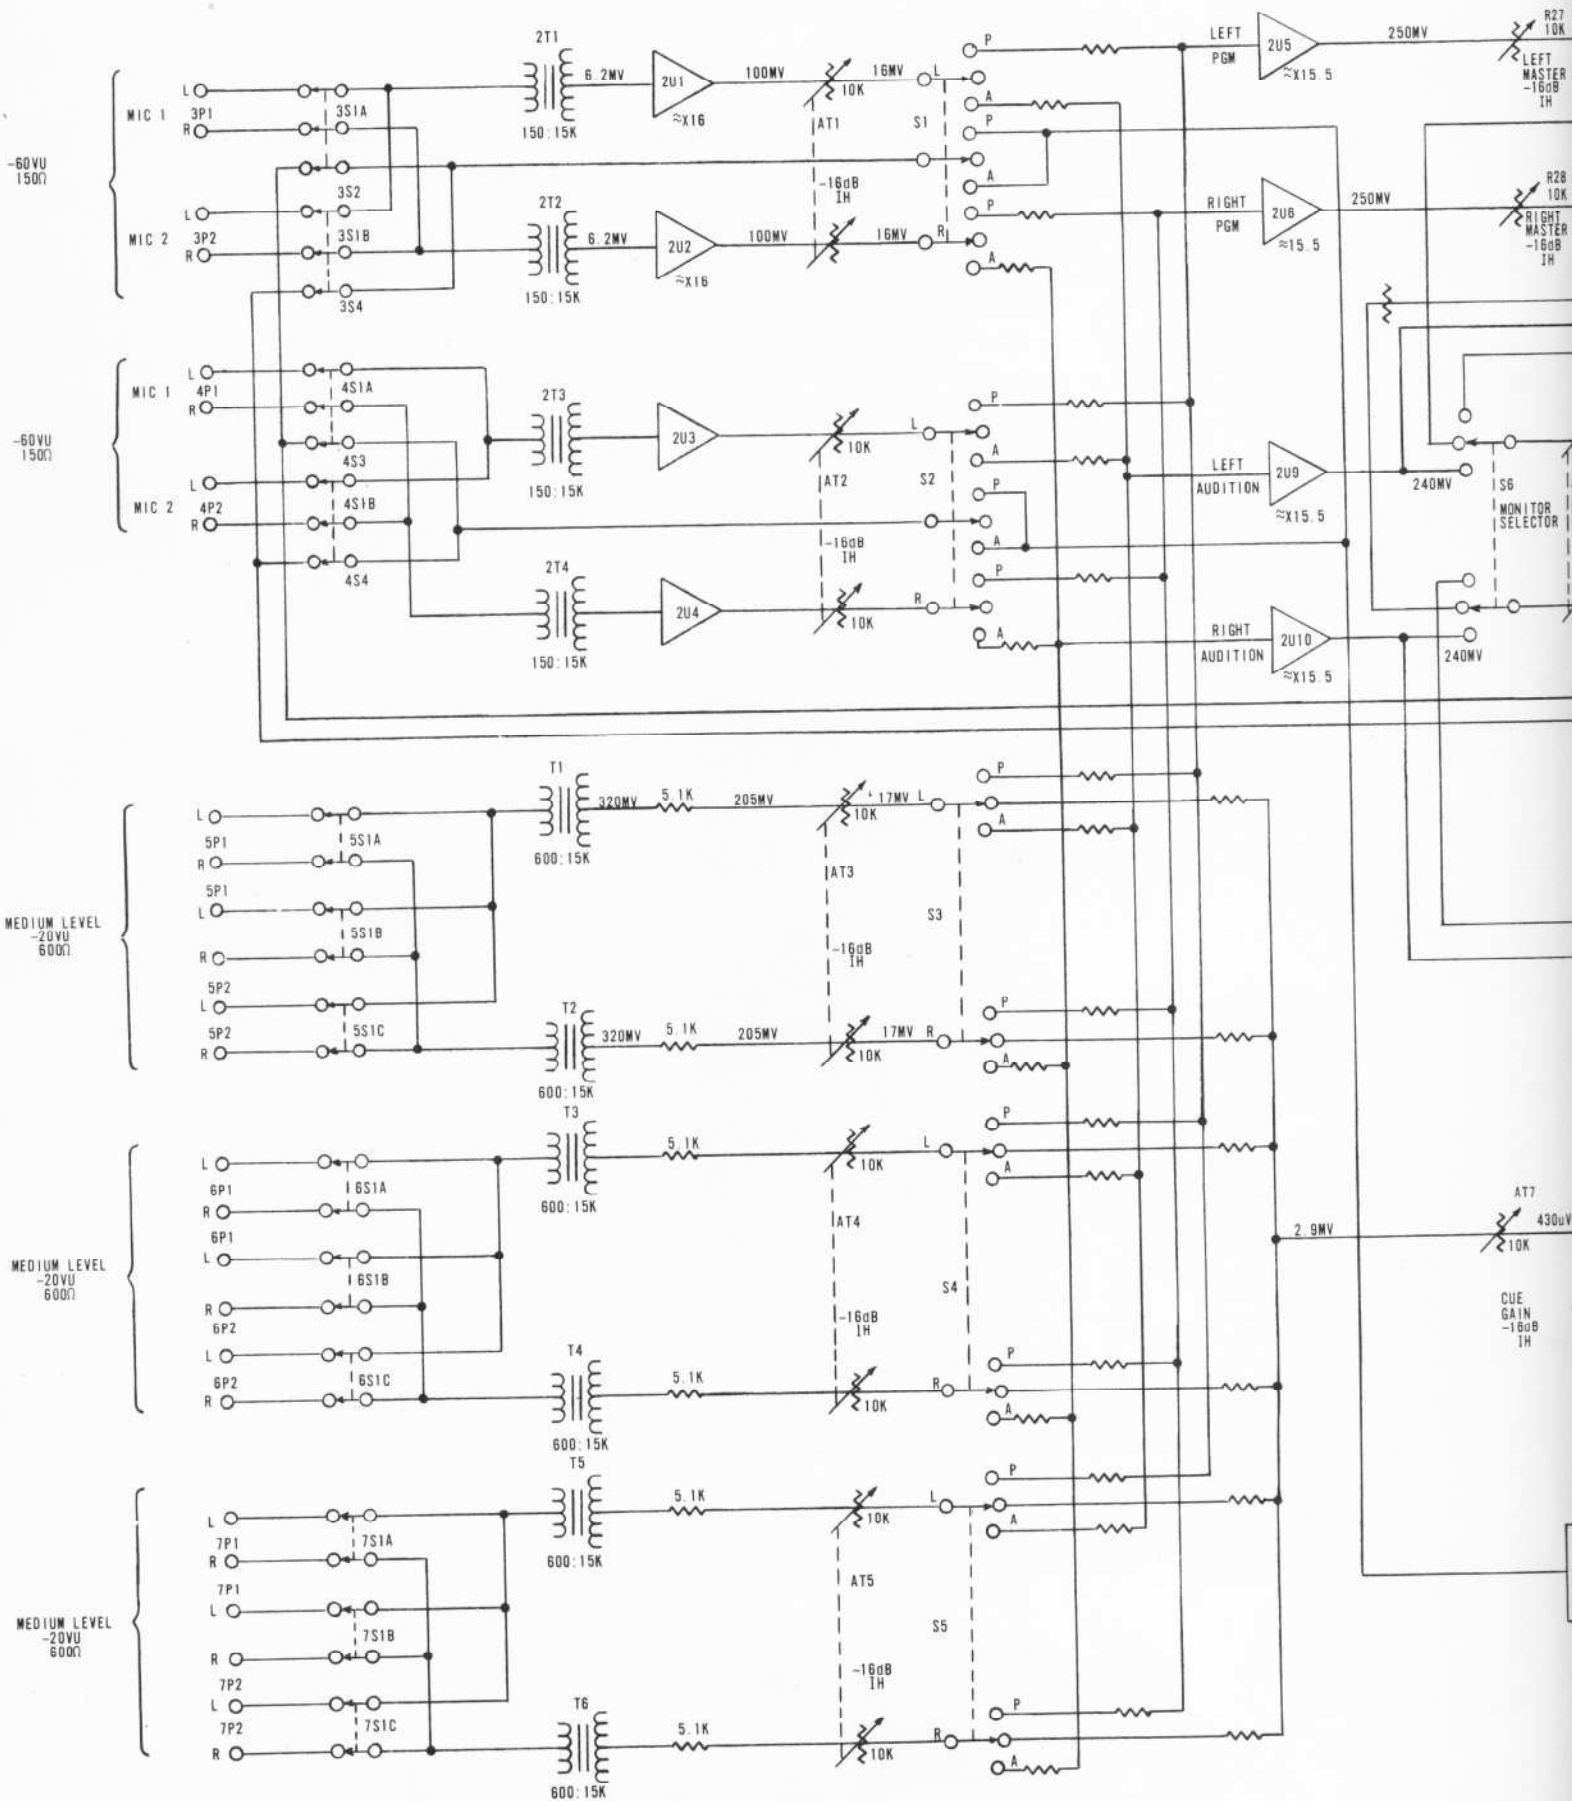 2T1
6.2MV
2U1
≈X16
100MV
10K
16MV
L
P
A
LEFT
PGM
2U5
≈X15.5
250MV
R27
10K
LEFT
MASTER
-16dB
IH
MIC 1
L
3P1
R
3S1A
150:15K
AT1
S1
P
A
-60VU
150Ω
3S2
-16dB
IH
L
MIC 2
3P2
R
3S1B
3S4
2T2
6.2MV
2U2
≈X16
100MV
16MV
R
P
A
150:15K
RIGHT
PGM
2U6
≈15.5
250MV
R28
10K
RIGHT
MASTER
-16dB
IH
MIC 1
L
4P1
R
4S1A
4S3
-60VU
150Ω
MIC 2
L
4P2
R
4S1B
4S4
2T3
150:15K
2U3
10K
AT2
-16dB
IH
L
S2
P
A
P
A
LEFT
AUDITION
2U9
≈X15.5
240MV
S6
MONITOR
SELECTOR
2T4
150:15K
2U4
10K
R
P
A
RIGHT
AUDITION
2U10
≈X15.5
240MV
MEDIUM LEVEL
-20VU
600Ω
L
5P1
R
5P1
L
R
5P2
L
5P2
R
5S1A
5S1B
5S1C
T1
320MV
5.1K
205MV
10K
17MV
L
600:15K
AT3
-16dB
IH
S3
P
A
T2
320MV
5.1K
205MV
10K
17MV
R
600:15K
P
A
MEDIUM LEVEL
-20VU
600Ω
L
6P1
R
6P1
L
R
6P2
L
6P2
R
6S1A
6S1B
6S1C
T3
5.1K
10K
L
600:15K
AT4
-16dB
IH
S4
P
A
T4
5.1K
10K
R
600:15K
P
A
2.9MV
AT7
10K
430uV
CUE
GAIN
-16dB
IH
MEDIUM LEVEL
-20VU
600Ω
L
7P1
R
7P1
L
R
7P2
L
7P2
R
7S1A
7S1B
7S1C
T5
5.1K
10K
L
600:15K
AT5
-16dB
IH
S5
P
A
T6
5.1K
10K
R
600:15K
P
A